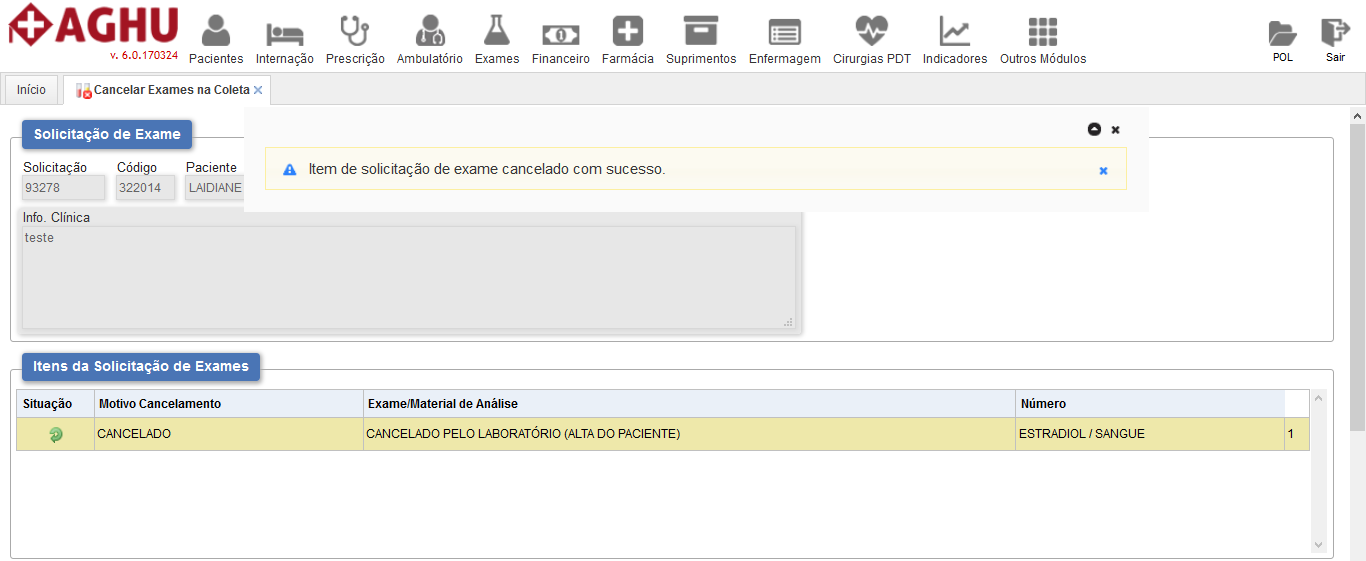 AGHU
v. 6.0.170324
Pacientes Internação Prescrição Ambulatório Exames Financeiro Farmácia Suprimentos Enfermagem Cirurgias PDT Indicadores Outros Módulos POL Sair
Início Cancelar Exames na Coleta
Solicitação de Exame
Item de solicitação de exame cancelado com sucesso.
Solicitação Código Paciente
93278 322014 LAIDIANE
Info. Clínica
teste
Itens da Solicitação de Exames
Situação Motivo Cancelamento Exame/Material de Análise Número
CANCELADO CANCELADO PELO LABORATÓRIO (ALTA DO PACIENTE) ESTRADIOL / SANGUE 1